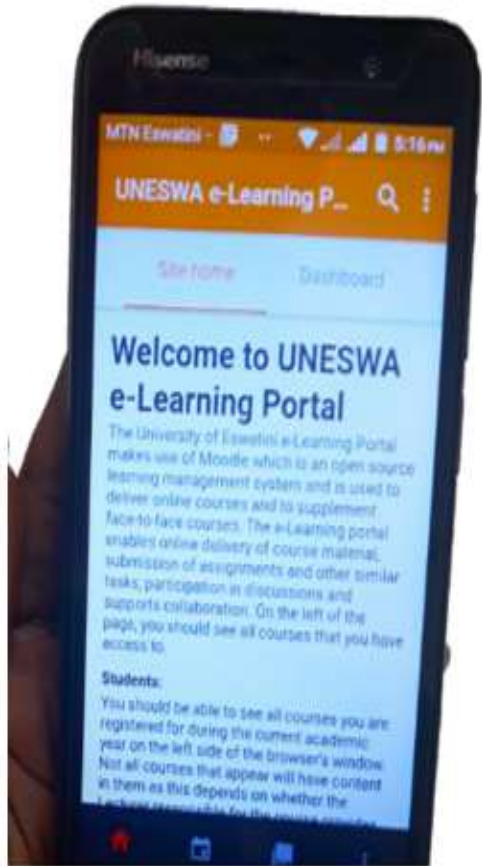 Hisense
MTN Eswatini - 5:16 PM
UNESWA e-Learning P...
Site home Dashboard
Welcome to UNESWA
e-Learning Portal
The University of Eswatini e-Learning Portal
makes use of Moodle which is an open source
learning management system and is used to
deliver online courses and to supplement
face to face courses. The e-Learning portal
enables online delivery of course material,
submission of assignments and other similar
tasks, participation in discussions and
supports collaboration. On the left of the
page, you should see all courses that you have
access to.
Students:
You should be able to see all courses you are
registered for during the current academic
year on the left side of the browser's window.
Not all courses that appear will have content
in them as this depends on whether the
Lecturer responsible for the course